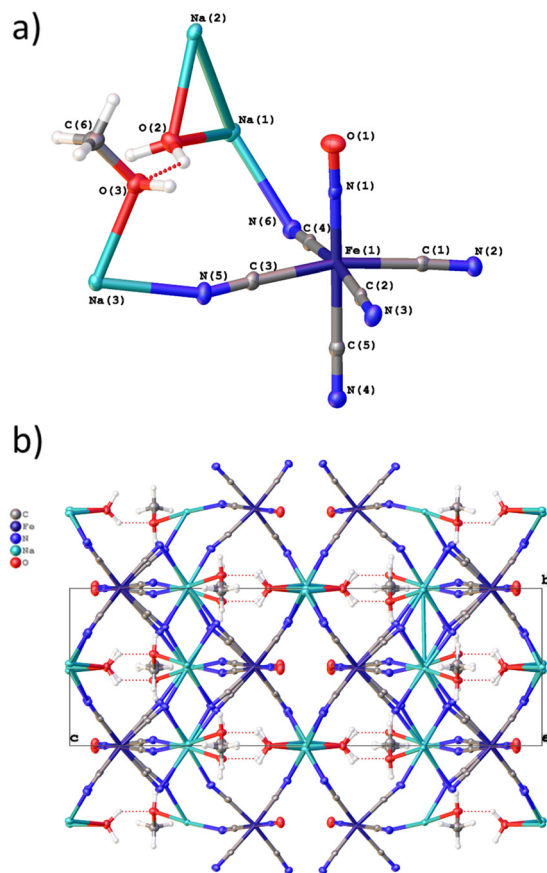 a)
Na(2)
C(6)
O(2)
Na(1)
O(1)
O(3)
N(1)
N(6)
C(4)
Fe(1)
C(1)
N(2)
C(3)
N(5)
Na(3)
C(2)
N(3)
C(5)
N(4)
b)
C
Fe
N
Na
O
b
c
a